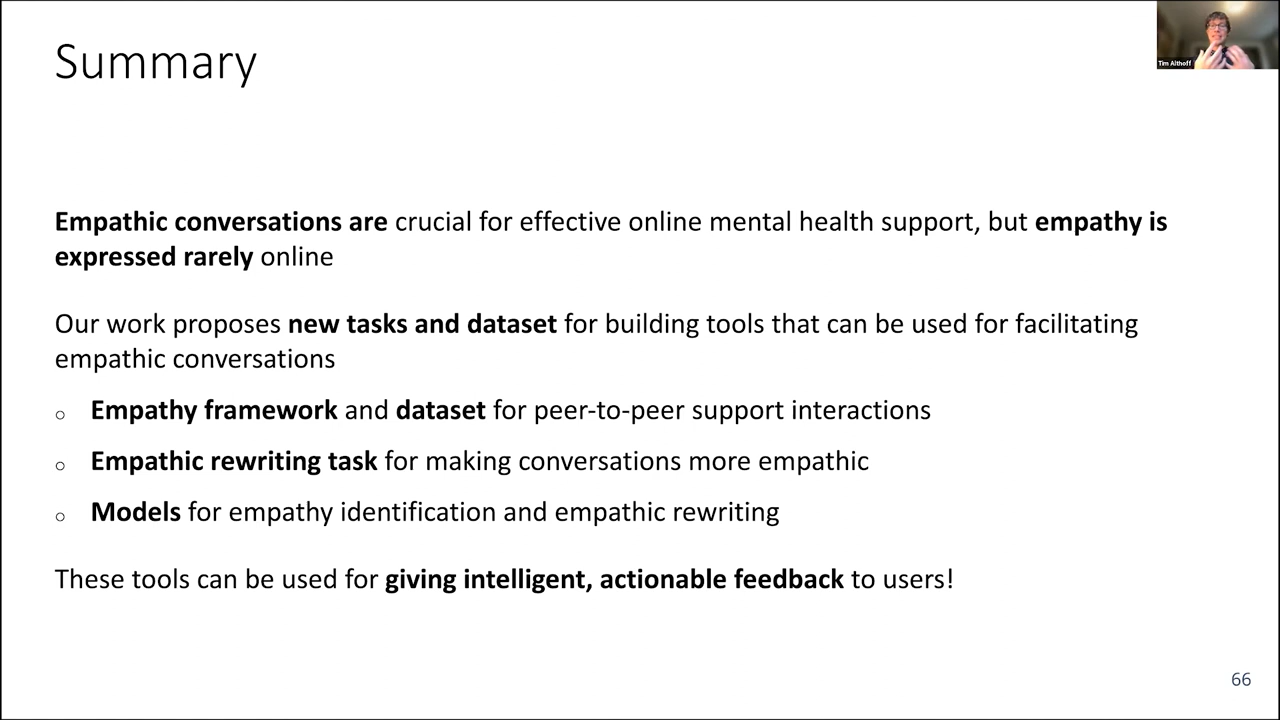 Summary
Tim Althoff
Empathic conversations are crucial for effective online mental health support, but empathy is
expressed rarely online
Our work proposes new tasks and dataset for building tools that can be used for facilitating
empathic conversations
○ Empathy framework and dataset for peer-to-peer support interactions
○ Empathic rewriting task for making conversations more empathic
○ Models for empathy identification and empathic rewriting
These tools can be used for giving intelligent, actionable feedback to users!
66